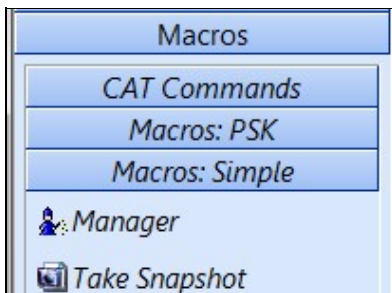 Macros
CAT Commands
Macros: PSK
Macros: Simple
Manager
Take Snapshot